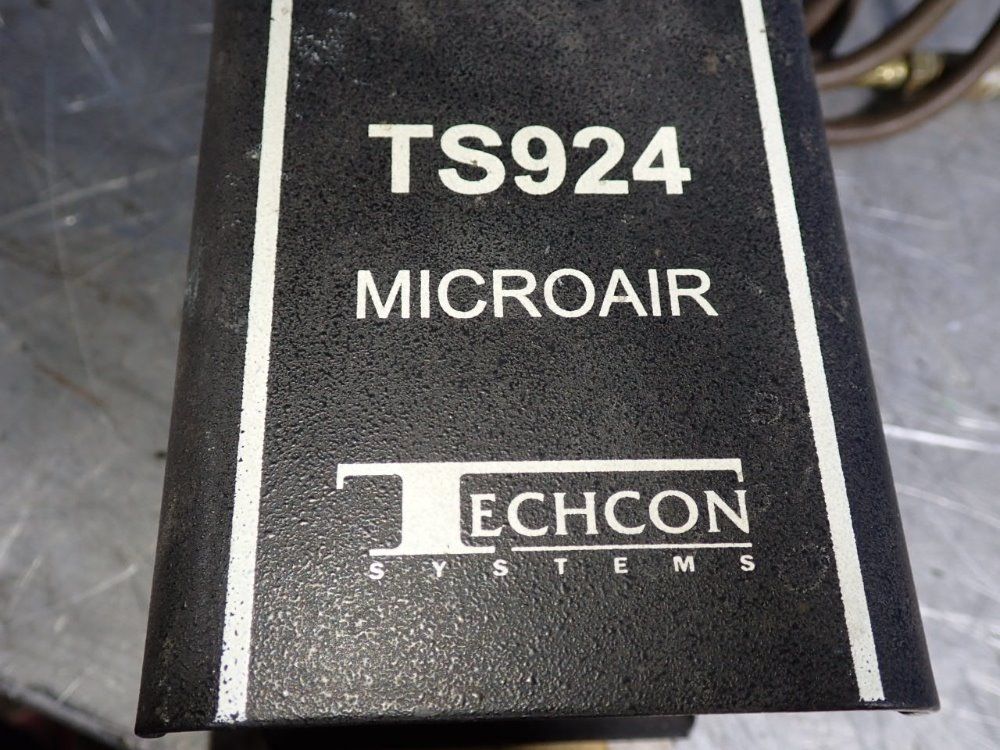 TS924
MICROAIR
TECHCON
SYSTEMS